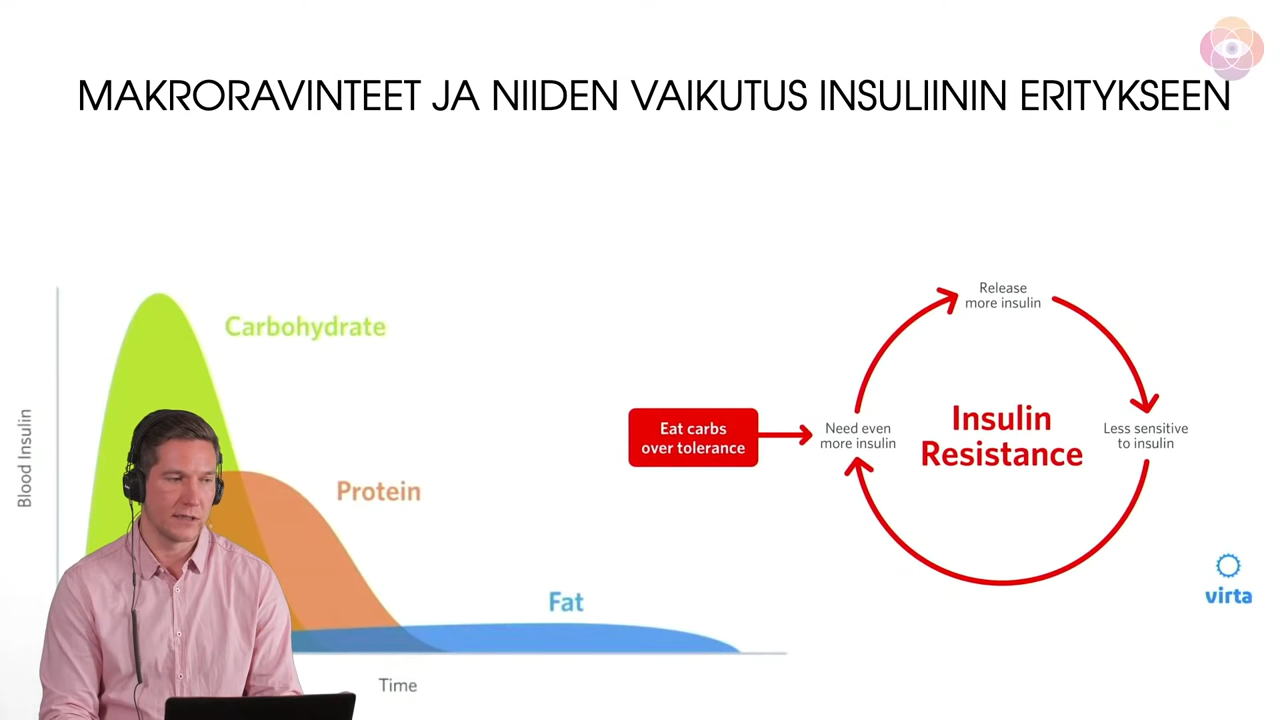 MAKRORAVINTEET JA NIIDEN VAIKUTUS INSULIININ ERITYKSEEN
Carbohydrate
Protein
Fat
Blood Insulin
Time
Release
more insulin
Eat carbs
over tolerance
Need even
more insulin
Insulin
Resistance
Less sensitive
to insulin
virta